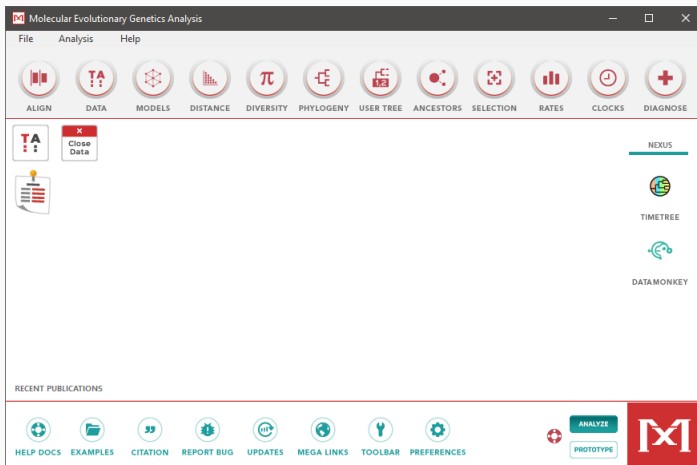 Molecular Evolutionary Genetics Analysis
File Analysis Help
ALIGN DATA MODELS DISTANCE DIVERSITY PHYLOGENY USER TREE ANCESTORS SELECTION RATES CLOCKS DIAGNOSE
TA
Close
Data
NEXUS
TIMETREE
DATAMONKEY
RECENT PUBLICATIONS
HELP DOCS EXAMPLES CITATION REPORT BUG UPDATES MEGA LINKS TOOLBAR PREFERENCES
ANALYZE
PROTOTYPE